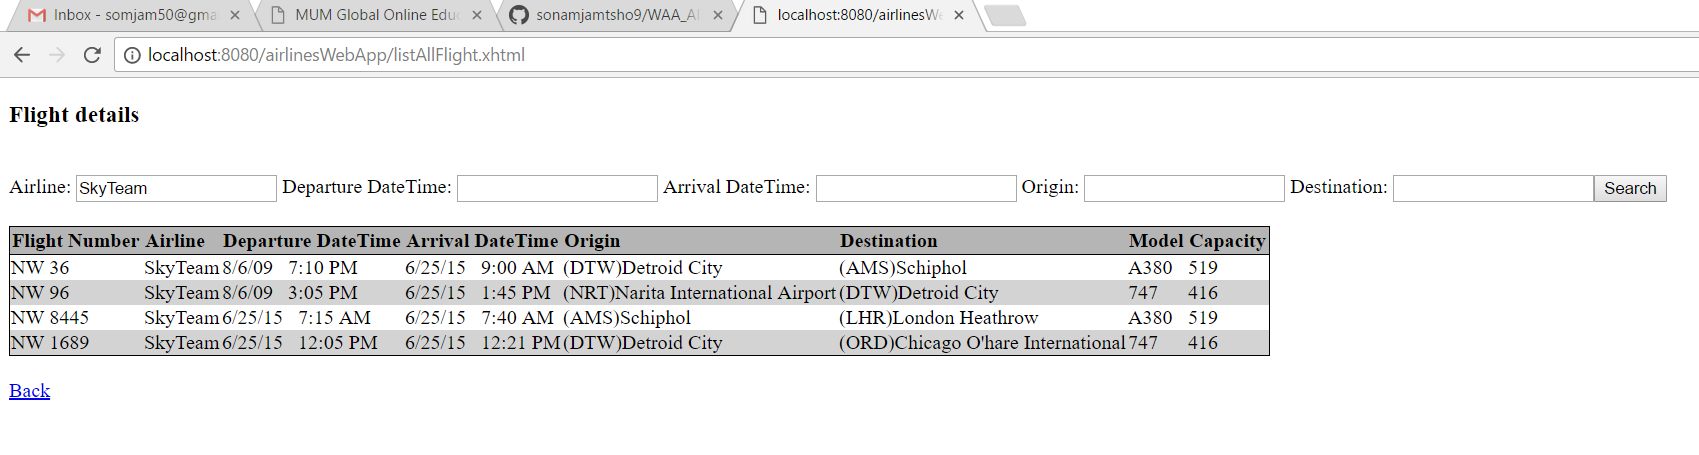 Inbox - somjam50@gma
MUM Global Online Educ
sonamjamtsho9/WAA_A
localhost:8080/airlinesWe
localhost:8080/airlinesWebApp/listAllFlight.xhtml
Flight details
Airline: SkyTeam Departure DateTime: Arrival DateTime: Origin: Destination: Search
Flight Number Airline Departure DateTime Arrival DateTime Origin Destination Model Capacity
NW 36 SkyTeam 8/6/09 7:10 PM 6/25/15 9:00 AM (DTW)Detroid City (AMS)Schiphol A380 519
NW 96 SkyTeam 8/6/09 3:05 PM 6/25/15 1:45 PM (NRT)Narita International Airport (DTW)Detroid City 747 416
NW 8445 SkyTeam 6/25/15 7:15 AM 6/25/15 7:40 AM (AMS)Schiphol (LHR)London Heathrow A380 519
NW 1689 SkyTeam 6/25/15 12:05 PM 6/25/15 12:21 PM (DTW)Detroid City (ORD)Chicago O'hare International 747 416
Back